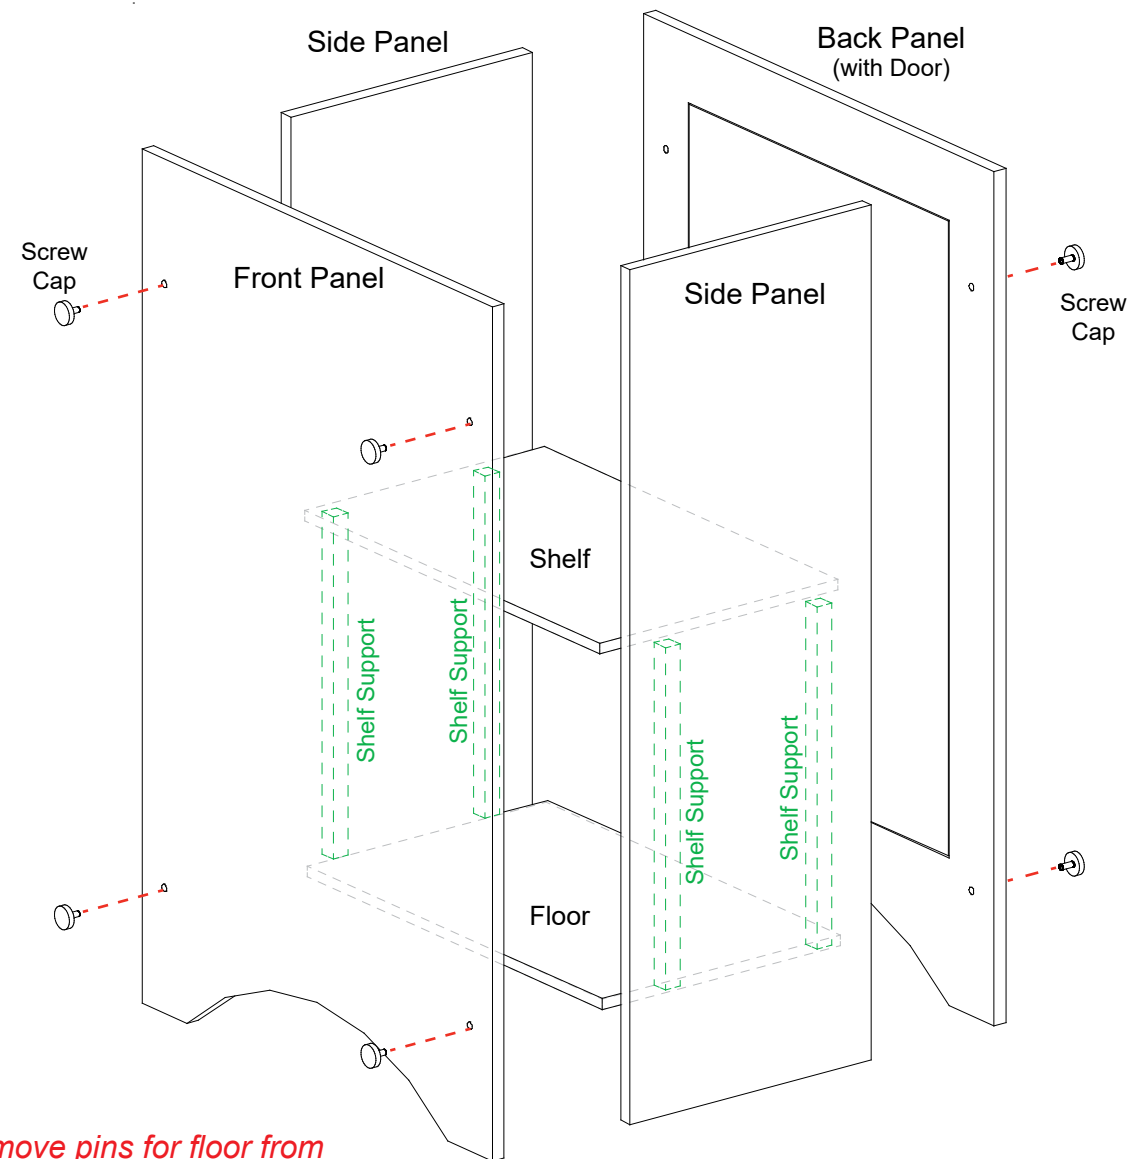 Side Panel
Back Panel
(with Door)
Screw
Cap
Front Panel
Side Panel
Screw
Cap
Shelf
Shelf Support
Shelf Support
Shelf Support
Shelf Support
Floor
move pins for floor from